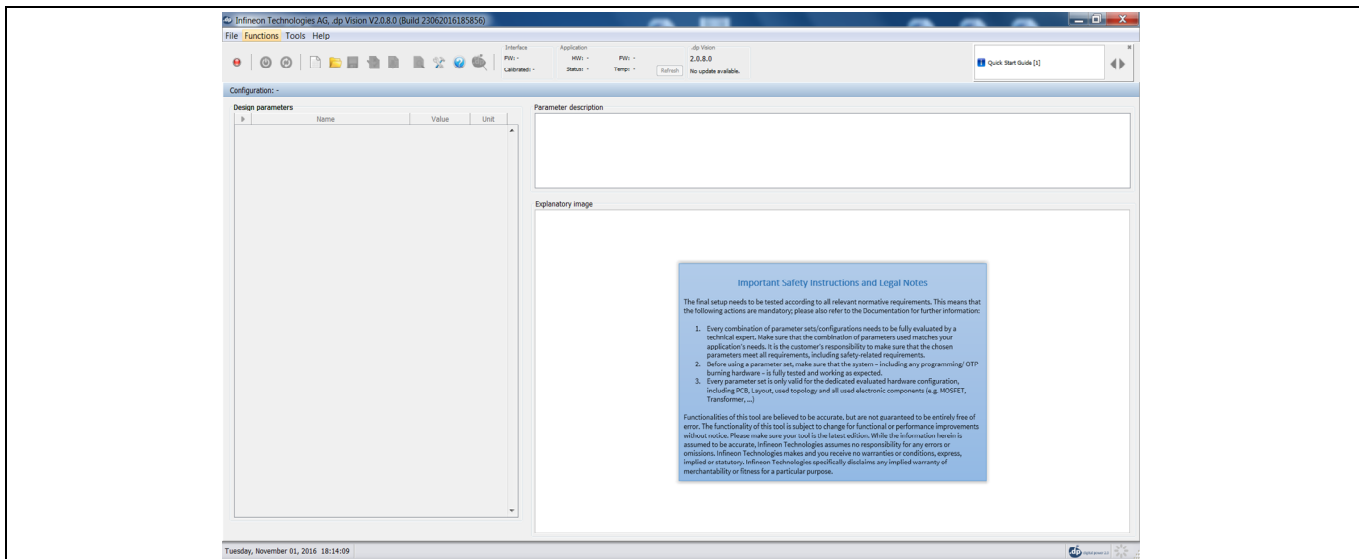 Infineon Technologies AG, .dp Vision V2.0.8.0 (Build 23062016185856)
File Functions Tools Help
Interface Application .dp Vision
FW: - HW: - FW: - 2.0.8.0
Calibrated: - Status: - Temp: - Refresh No update available.
Quick Start Guide [1]
Configuration: -
Design parameters
Name Value Unit
Parameter description
Explanatory image
Important Safety Instructions and Legal Notes
The final setup needs to be tested according to all relevant normative requirements. This means that
the following actions are mandatory; please also refer to the Documentation for further information:
1. Every combination of parameter sets/configurations needs to be fully evaluated by a
technical expert. Make sure that the combination of parameters used matches your
application's needs. It is the customer's responsibility to make sure that the chosen
parameters meet all requirements, including safety-related requirements.
2. Before using a parameter set, make sure that the system – including any programming/ OTP
burning hardware – is fully tested and working as expected.
3. Every parameter set is only valid for the dedicated evaluated hardware configuration,
including PCB, Layout, used topology and all used electronic components (e.g. MOSFET,
Transformer, ...)
Functionalities of this tool are believed to be accurate, but are not guaranteed to be entirely free of
error. The functionality of this tool is subject to change for functional or performance improvements
without notice. Please make sure your tool is the latest edition. While the information herein is
assumed to be accurate, Infineon Technologies assumes no responsibility for any errors or
omissions. Infineon Technologies makes and you receive no warranties or conditions, express,
implied or statutory. Infineon Technologies specifically disclaims any implied warranty of
merchantability or fitness for a particular purpose.
Tuesday, November 01, 2016 18:14:09
.dp